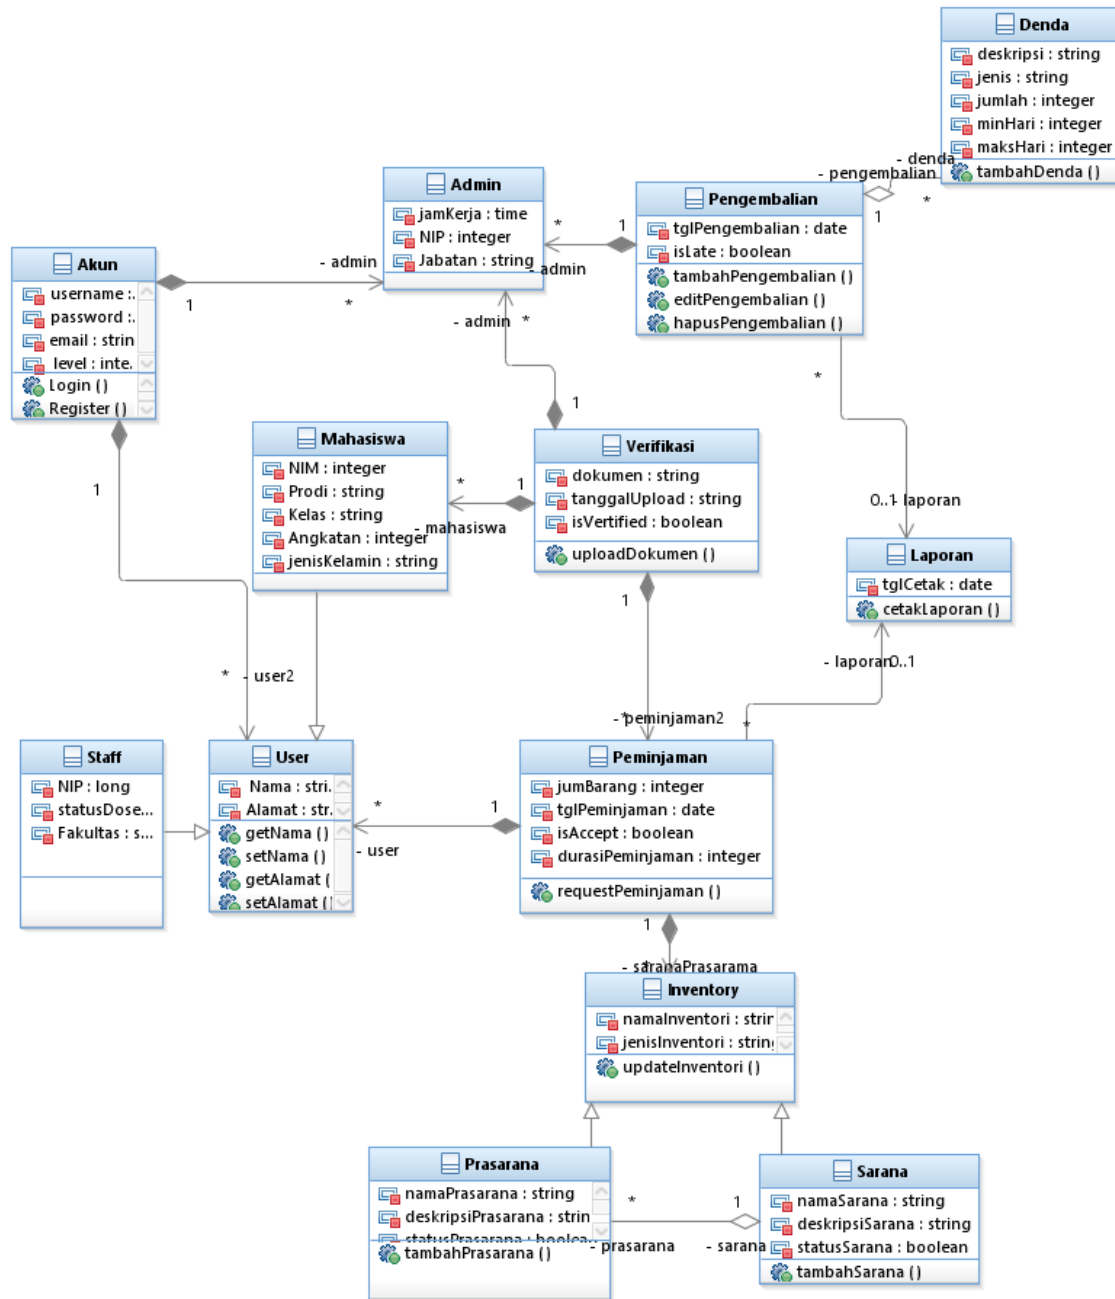 Denda
deskripsi : string
jenis : string
jumlah : integer
minHari : integer
maksHari : integer
tambahDenda ()
- denda
- pengembalian
1
*
Admin
jamKerja : time
NIP : integer
Jabatan : string
Pengembalian
tglPengembalian : date
isLate : boolean
tambahPengembalian ()
editPengembalian ()
hapusPengembalian ()
*
1
- admin
Akun
username :.
password :.
email : strin
level : inte.
Login ()
Register ()
1
- admin
*
- admin
*
1
*
0..1
- laporan
1
Mahasiswa
NIM : integer
Prodi : string
Kelas : string
Angkatan : integer
jenisKelamin : string
*
1
- mahasiswa
Verifikasi
dokumen : string
tanggalUpload : string
isVertified : boolean
uploadDokumen ()
1
Laporan
tglCetak : date
cetakLaporan ()
- laporan
0..1
*
- user2
*
- peminjaman2
*
Staff
NIP : long
statusDose...
Fakultas : s...
User
Nama : stri.
Alamat : str.
getNama ()
setNama ()
getAlamat (
setAlamat ()
*
1
- user
Peminjaman
jumBarang : integer
tglPeminjaman : date
isAccept : boolean
durasiPeminjaman : integer
requestPeminjaman ()
1
*
- saranaPrasarama
Inventory
namaInventori : strin
jenisInventori : string
updateInventori ()
Prasarana
namaPrasarana : string
deskripsiPrasarana : strin
statusPrasarana : boolean
tambahPrasarana ()
*
1
- prasarana
- sarana
Sarana
namaSarana : string
deskripsiSarana : string
statusSarana : boolean
tambahSarana ()